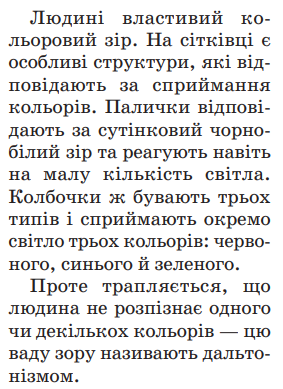 Людині властивий ко-
льоровий зір. На сітківці є
особливі структури, які від-
повідають за сприймання
кольорів. Палички відпові-
дають за сутінковий чорно-
білий зір та реагують навіть
на малу кількість світла.
Колбочки ж бувають трьох
типів і сприймають окремо
світло трьох кольорів: черво-
ного, синього й зеленого.
Проте трапляється, що
людина не розпізнає одного
чи декількох кольорів — цю
ваду зору називають дальто-
нізмом.